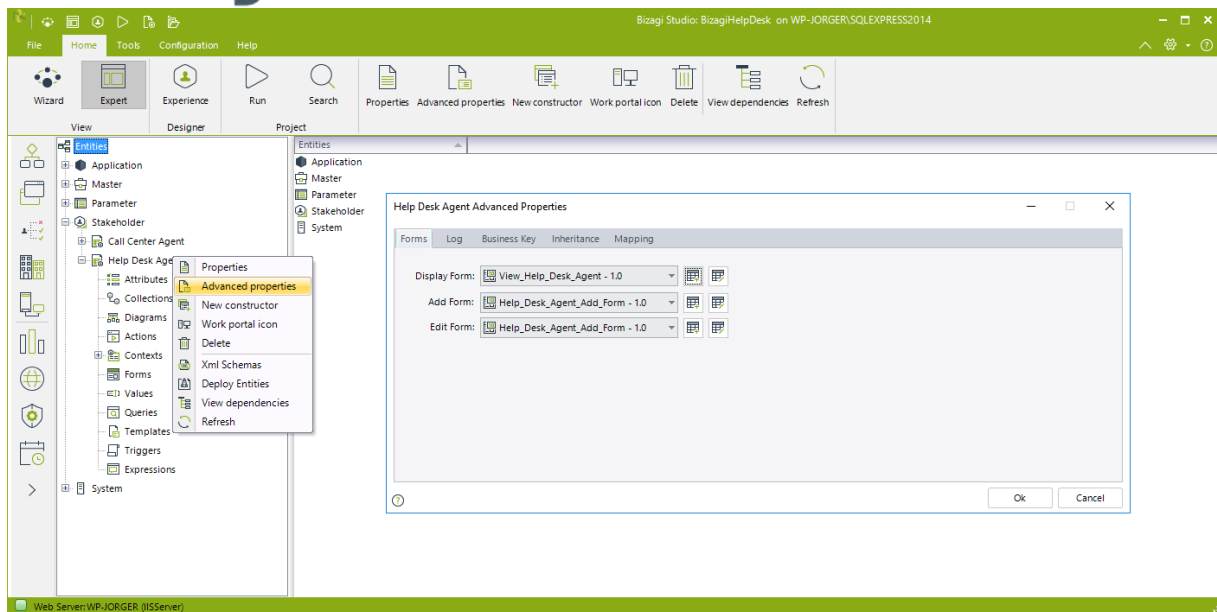 Bizagi Studio: BizagiHelpDesk on WP-JORGER\SQLEXPRESS2014
File Home Tools Configuration Help
Wizard Expert Experience Run Search Properties Advanced properties New constructor Work portal icon Delete View dependencies Refresh
View Designer Project
Entities
Application
Master
Parameter
Stakeholder
Call Center Agent
Help Desk Age
Attributes
Collections
Diagrams
Actions
Contexts
Forms
Values
Queries
Templates
Triggers
Expressions
System
Properties
Advanced properties
New constructor
Work portal icon
Delete
Xml Schemas
Deploy Entities
View dependencies
Refresh
Entities
Application
Master
Parameter
Stakeholder
System
Help Desk Agent Advanced Properties
Forms Log Business Key Inheritance Mapping
Display Form: View_Help_Desk_Agent - 1.0
Add Form: Help_Desk_Agent_Add_Form - 1.0
Edit Form: Help_Desk_Agent_Add_Form - 1.0
Ok Cancel
Web Server: WP-JORGER (IISServer)